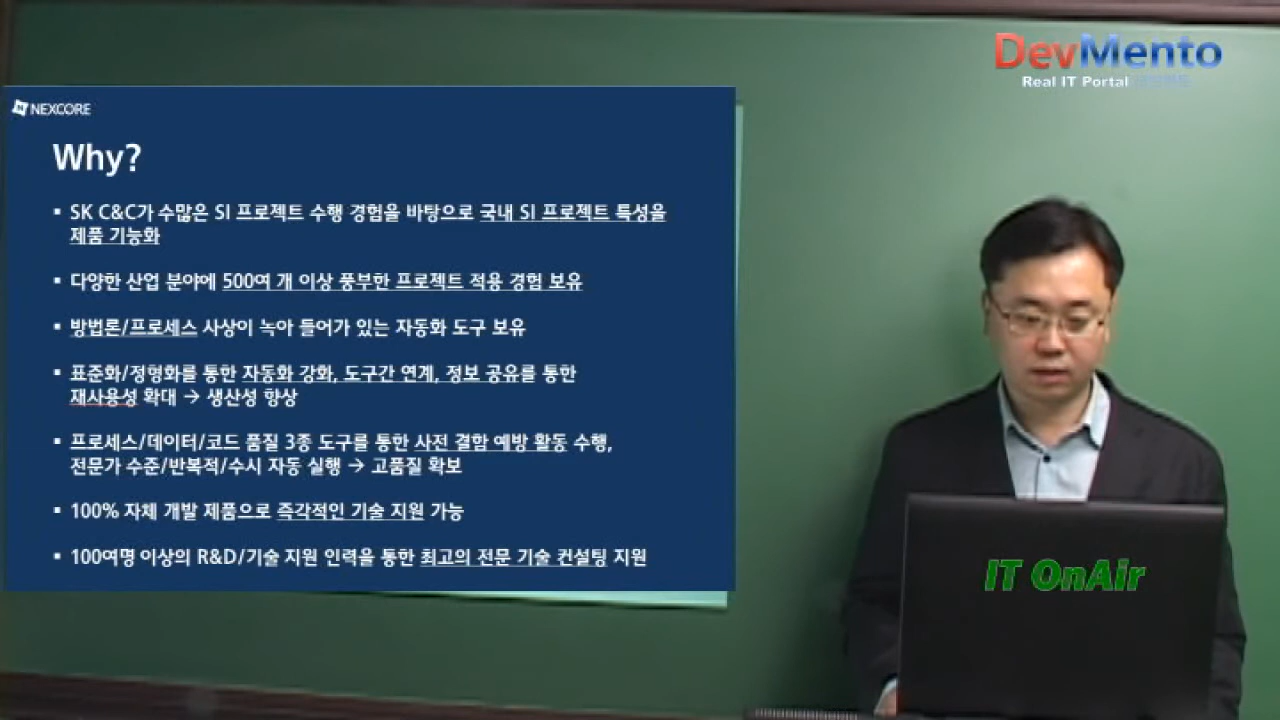 DevMento
Real IT Portal
NEXCORE
Why?
▪ SK C&C가 수많은 SI 프로젝트 수행 경험을 바탕으로 국내 SI 프로젝트 특성을
제품 기능화
▪ 다양한 산업 분야에 500여 개 이상 풍부한 프로젝트 적용 경험 보유
▪ 방법론/프로세스 사상이 녹아 들어가 있는 자동화 도구 보유
▪ 표준화/정형화를 통한 자동화 강화, 도구간 연계, 정보 공유를 통한
재사용성 확대 → 생산성 향상
▪ 프로세스/데이터/코드 품질 3종 도구를 통한 사전 결함 예방 활동 수행,
전문가 수준/반복적/수시 자동 실행 → 고품질 확보
▪ 100% 자체 개발 제품으로 즉각적인 기술 지원 가능
▪ 100여명 이상의 R&D/기술 지원 인력을 통한 최고의 전문 기술 컨설팅 지원
IT OnAir